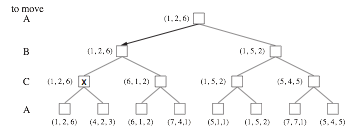 to move
A (1, 2, 6)
B (1, 2, 6) (1, 5, 2)
C (1, 2, 6) X (6, 1, 2) (1, 5, 2) (5, 4, 5)
A
(1, 2, 6) (4, 2, 3) (6, 1, 2) (7, 4,1) (5,1,1) (1, 5, 2) (7, 7,1) (5, 4, 5)